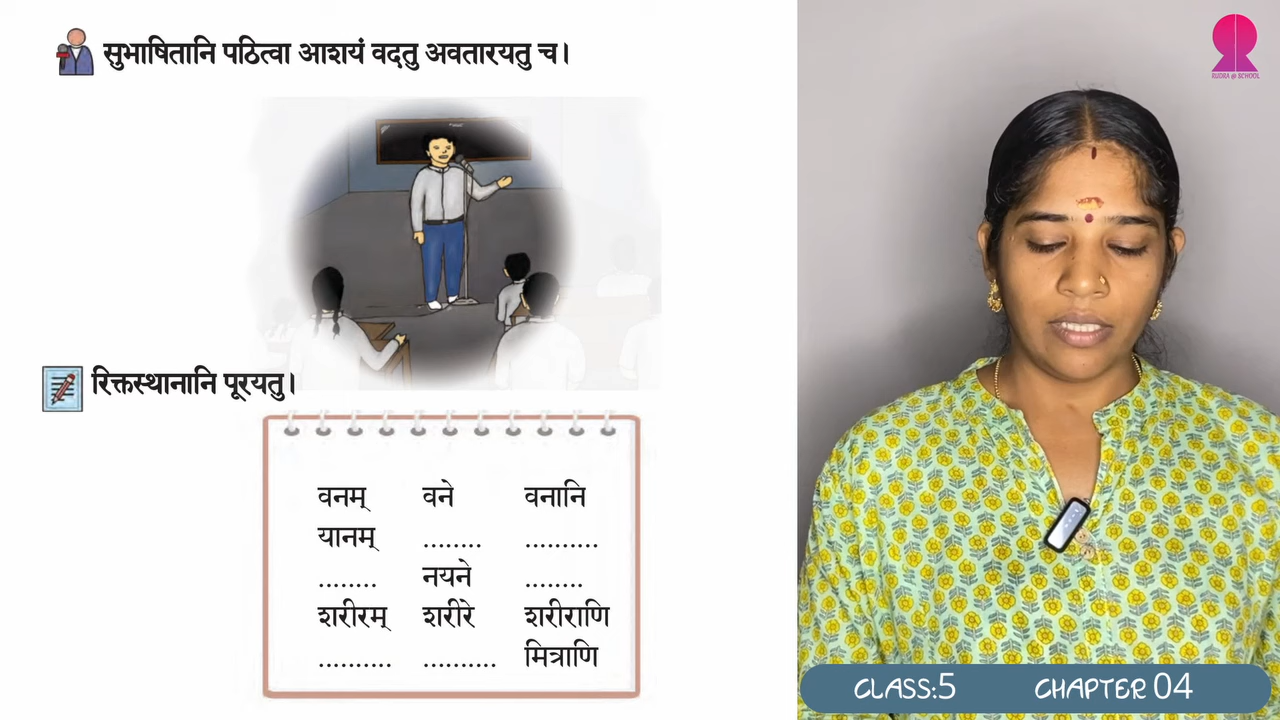 सुभाषितानि पठित्वा आशयं वदतु अवतारयतु च।
RUDRA @ SCHOOL
रिक्तस्थानानि पूरयतु।
वनम् वने वनानि
यानम् ........ ..........
........ नयने ........
शरीरम् शरीरे शरीराणि
.......... .......... मित्राणि
CLASS:5 CHAPTER 04